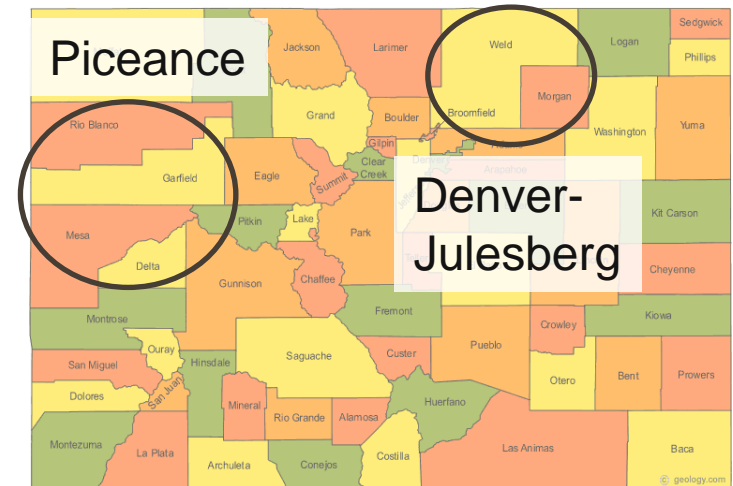 Piceance
Jackson
Larimer
Weld
Logan
Sedgwick
Phillips
Morgan
Grand
Boulder
Broomfield
Washington
Yuma
Rio Blanco
Gilpin
Clear
Creek
Garfield
Eagle
Summit
Denver-
Julesberg
Arapahoe
Kit Carson
Mesa
Pitkin
Lake
Park
Delta
Gunnison
Chaffee
Cheyenne
Montrose
Fremont
Crowley
Kiowa
Ouray
Saguache
Custer
Pueblo
San Miguel
Hinsdale
Otero
Bent
Prowers
Dolores
San Juan
Mineral
Rio Grande
Alamosa
Huerfano
Montezuma
La Plata
Archuleta
Conejos
Costilla
Las Animas
Baca
© geology.com